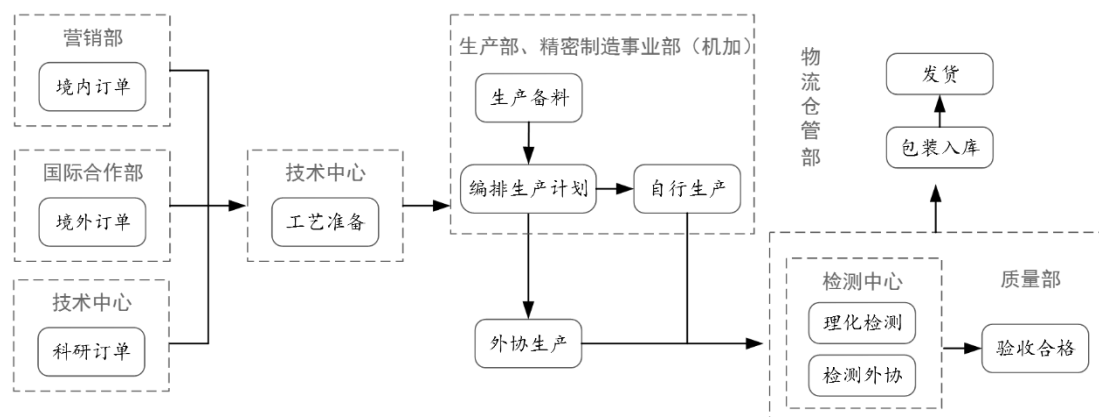 营销部
境内订单
国际合作部
境外订单
技术中心
科研订单
技术中心
工艺准备
生产部、精密制造事业部（机加）
生产备料
编排生产计划
自行生产
外协生产
物流仓管部
发货
包装入库
检测中心
理化检测
检测外协
质量部
验收合格